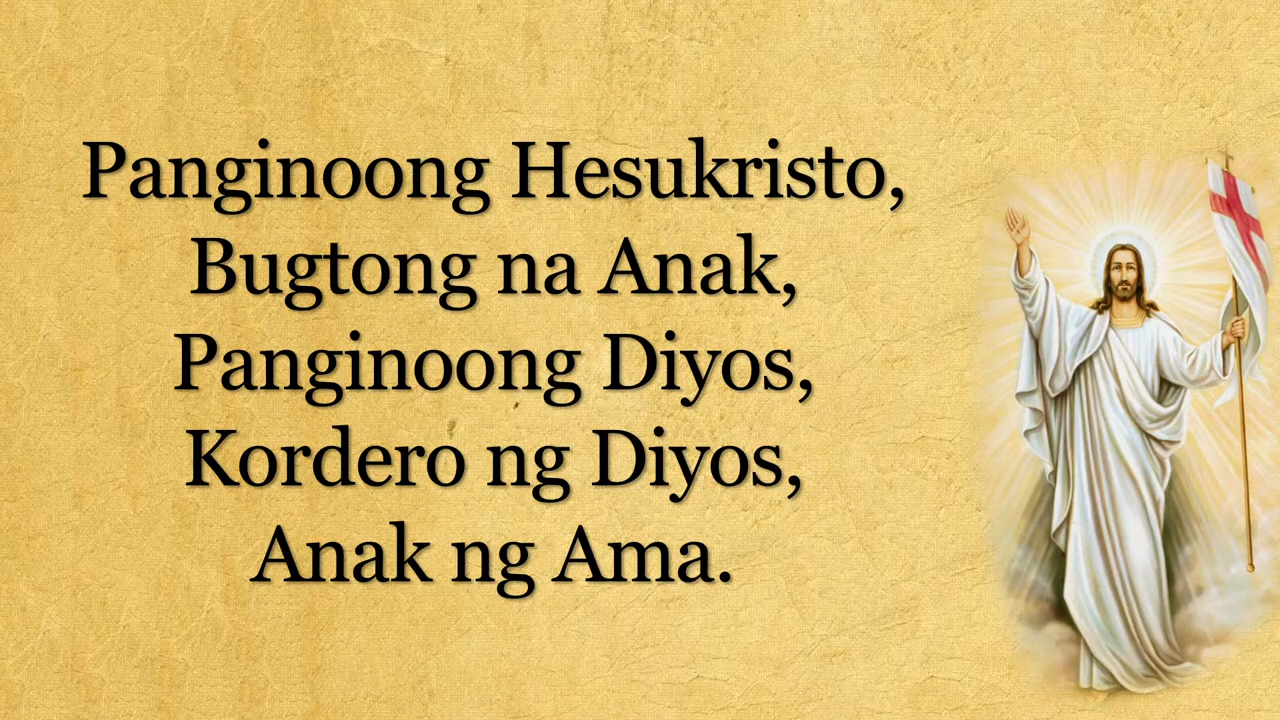 Panginoong Hesukristo,
Bugtong na Anak,
Panginoong Diyos,
Kordero ng Diyos,
Anak ng Ama.